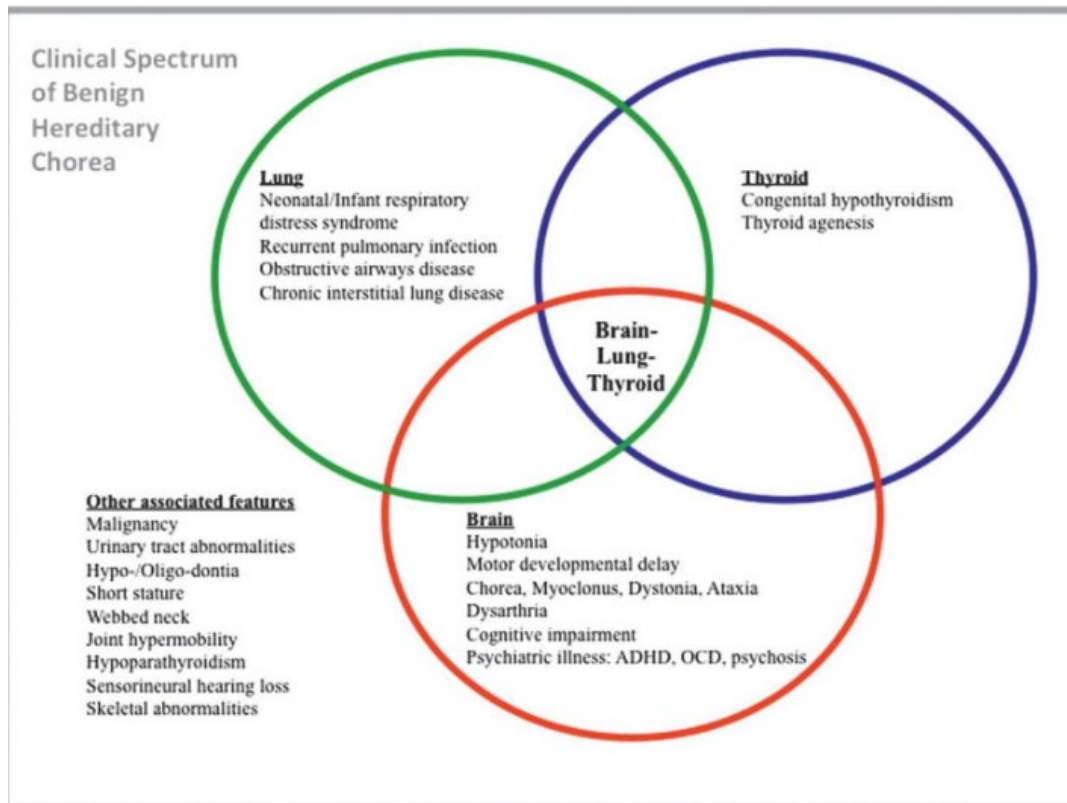 Clinical Spectrum
of Benign
Hereditary
Chorea
Lung
Neonatal/Infant respiratory
distress syndrome
Recurrent pulmonary infection
Obstructive airways disease
Chronic interstitial lung disease
Thyroid
Congenital hypothyroidism
Thyroid agenesis
Brain-
Lung-
Thyroid
Other associated features
Malignancy
Urinary tract abnormalities
Hypo-/Oligo-dontia
Short stature
Webbed neck
Joint hypermobility
Hypoparathyroidism
Sensorineural hearing loss
Skeletal abnormalities
Brain
Hypotonia
Motor developmental delay
Chorea, Myoclonus, Dystonia, Ataxia
Dysarthria
Cognitive impairment
Psychiatric illness: ADHD, OCD, psychosis